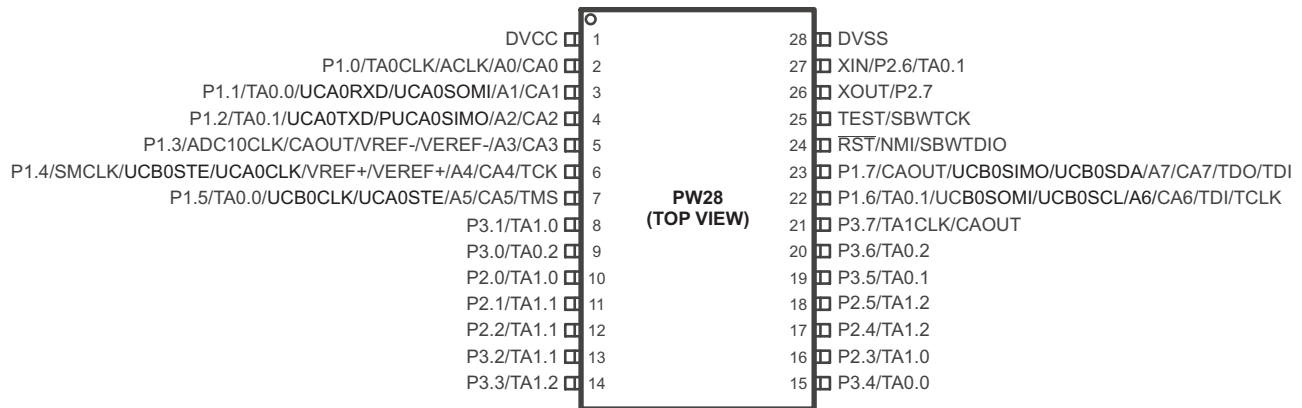 DVCC 1 28 DVSS
P1.0/TA0CLK/ACLK/A0/CA0 2 27 XIN/P2.6/TA0.1
P1.1/TA0.0/UCA0RXD/UCA0SOMI/A1/CA1 3 26 XOUT/P2.7
P1.2/TA0.1/UCA0TXD/PUCA0SIMO/A2/CA2 4 25 TEST/SBWTCK
P1.3/ADC10CLK/CAOUT/VREF-/VEREF-/A3/CA3 5 24 RST/NMI/SBWTDIO
P1.4/SMCLK/UCB0STE/UCA0CLK/VREF+/VEREF+/A4/CA4/TCK 6 23 P1.7/CAOUT/UCB0SIMO/UCB0SDA/A7/CA7/TDO/TDI
P1.5/TA0.0/UCB0CLK/UCA0STE/A5/CA5/TMS 7 PW28 22 P1.6/TA0.1/UCB0SOMI/UCB0SCL/A6/CA6/TDI/TCLK
P3.1/TA1.0 8 (TOP VIEW) 21 P3.7/TA1CLK/CAOUT
P3.0/TA0.2 9 20 P3.6/TA0.2
P2.0/TA1.0 10 19 P3.5/TA0.1
P2.1/TA1.1 11 18 P2.5/TA1.2
P2.2/TA1.1 12 17 P2.4/TA1.2
P3.2/TA1.1 13 16 P2.3/TA1.0
P3.3/TA1.2 14 15 P3.4/TA0.0